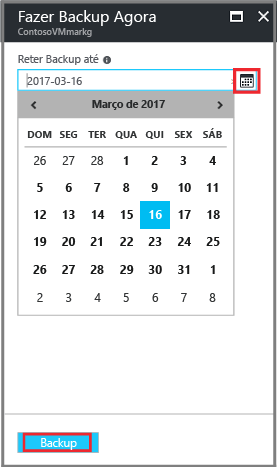 Fazer Backup Agora
ContosoVMmarkg
Reter Backup até
2017-03-16
Março de 2017
DOM SEG TER QUA QUI SEX SÁB
26 27 28 1 2 3 4
5 6 7 8 9 10 11
12 13 14 15 16 17 18
19 20 21 22 23 24 25
26 27 28 29 30 31 1
2 3 4 5 6 7 8
Backup